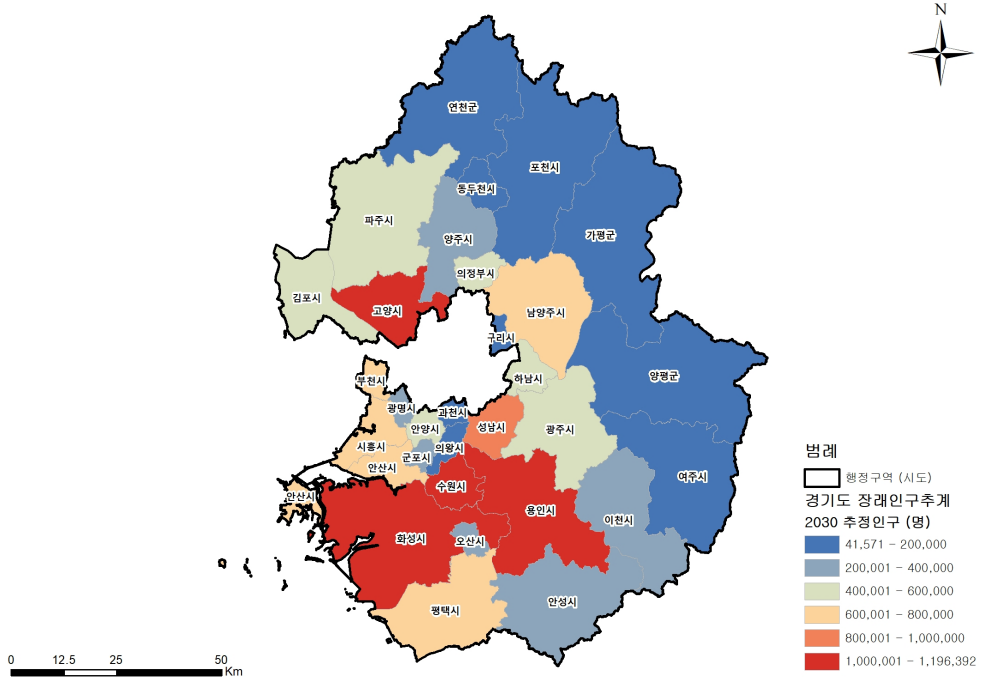 N
연천군
포천시
동두천시
파주시
양주시
가평군
의정부시
김포시
고양시
남양주시
구리시
양평군
하남시
부천시
광명시
과천시
안양시
성남시
광주시
시흥시
의왕시
군포시
안산시
여주시
수원시
안산시
용인시
이천시
화성시
오산시
안성시
평택시
범례
행정구역 (시도)
경기도 장래인구추계
2030 추정인구 (명)
41,571 - 200,000
200,001 - 400,000
400,001 - 600,000
600,001 - 800,000
800,001 - 1,000,000
1,000,001 - 1,196,392
0 12.5 25 50
Km